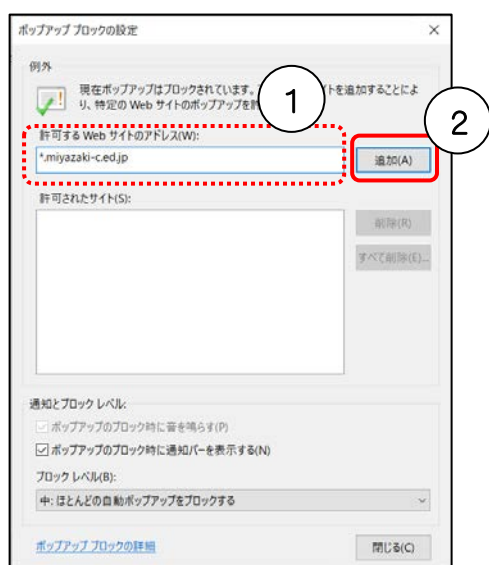 ポップアップ ブロックの設定
例外
現在ポップアップはブロックされています。 トを追加することによ
り、特定の Web サイトのポップアップを
1
2
許可する Web サイトのアドレス(W):
*.miyazaki-c.ed.jp
追加(A)
許可されたサイト(S):
削除(R)
すべて削除(E)...
通知とブロック レベル:
ポップアップのブロック時に音を鳴らす(P)
ポップアップのブロック時に通知バーを表示する(N)
ブロック レベル(B):
中: ほとんどの自動ポップアップをブロックする
ポップアップ ブロックの詳細
閉じる(C)